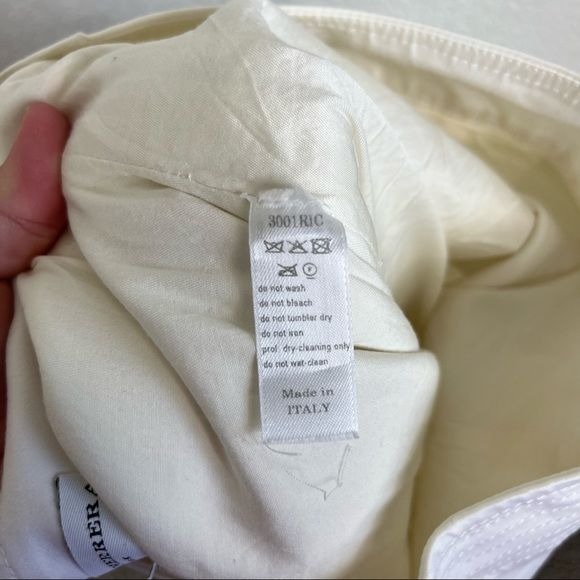 3001RIC
do not wash
do not bleach
do not tumbler dry
do not iron
prof. dry-cleaning only
do not wet-clean
Made in
ITALY